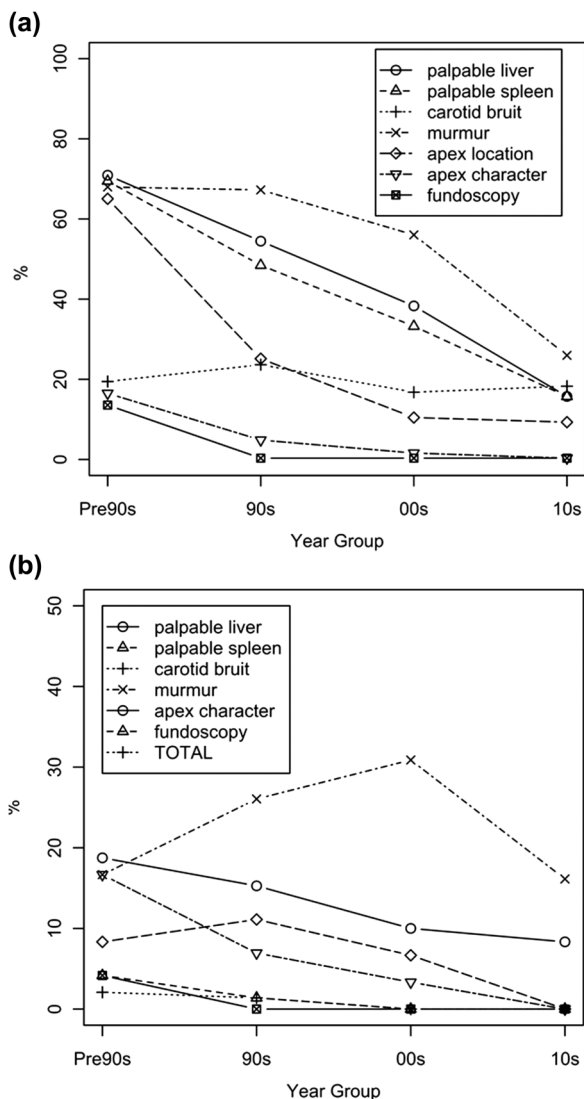 (a)
100
80
60
40
20
0
%
palpable liver
palpable spleen
carotid bruit
murmur
apex location
apex character
fundoscopy
Pre90s 90s 00s 10s
Year Group
(b)
50
40
30
20
10
0
%
palpable liver
palpable spleen
carotid bruit
murmur
apex character
fundoscopy
TOTAL
Pre90s 90s 00s 10s
Year Group